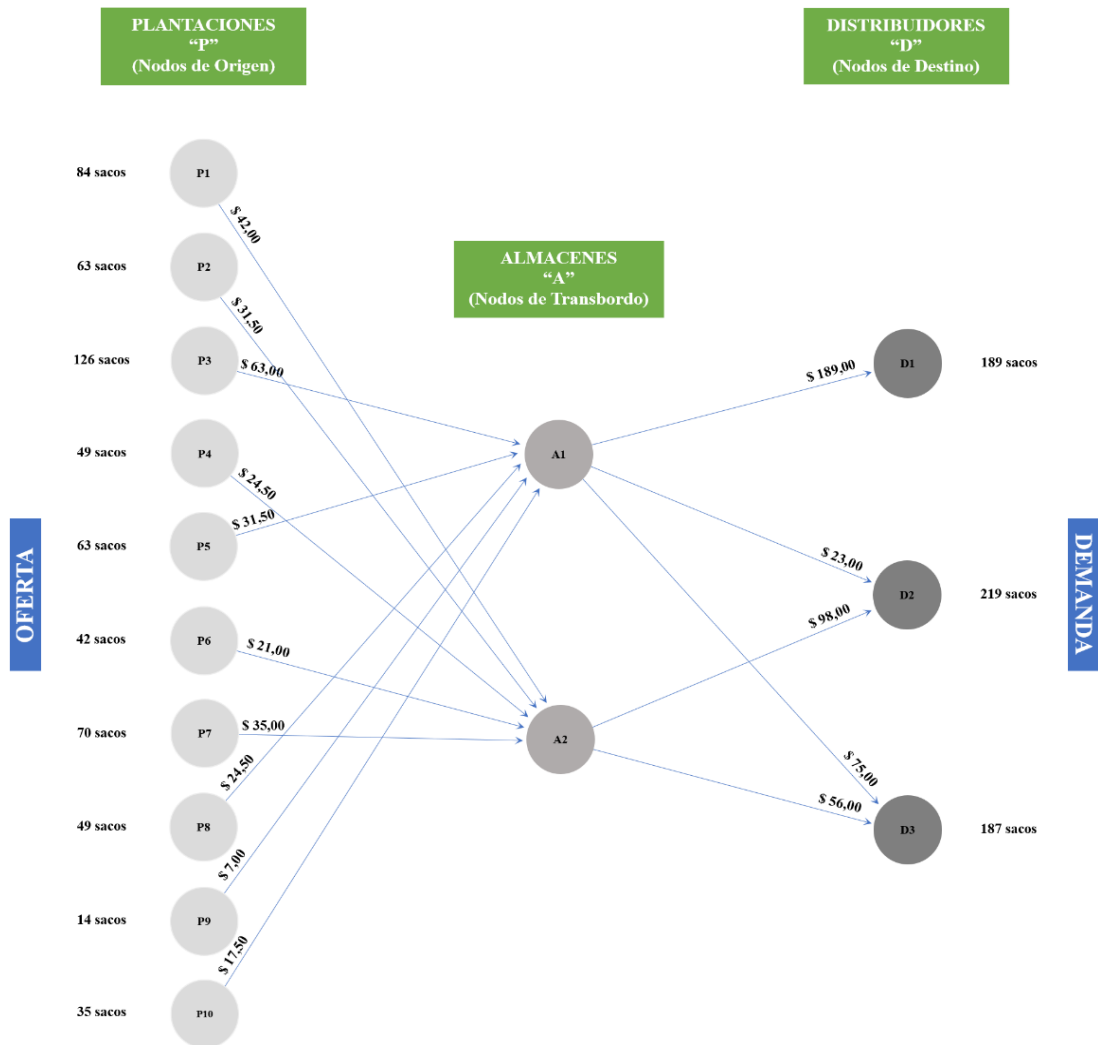 PLANTACIONES
“P”
(Nodos de Origen)
DISTRIBUIDORES
“D”
(Nodos de Destino)
ALMACENES
“A”
(Nodos de Transbordo)
OFERTA
84 sacos
P1
$ 42,00
63 sacos
P2
$ 31,50
126 sacos
P3
$ 63,00
49 sacos
P4
$ 24,50
63 sacos
P5
$ 31,50
42 sacos
P6
$ 21,00
70 sacos
P7
$ 35,00
49 sacos
P8
$ 24,50
14 sacos
P9
$ 7,00
35 sacos
P10
$ 17,50
A1
A2
$ 189,00
$ 23,00
$ 98,00
$ 75,00
$ 56,00
D1
189 sacos
D2
219 sacos
D3
187 sacos
DEMANDA